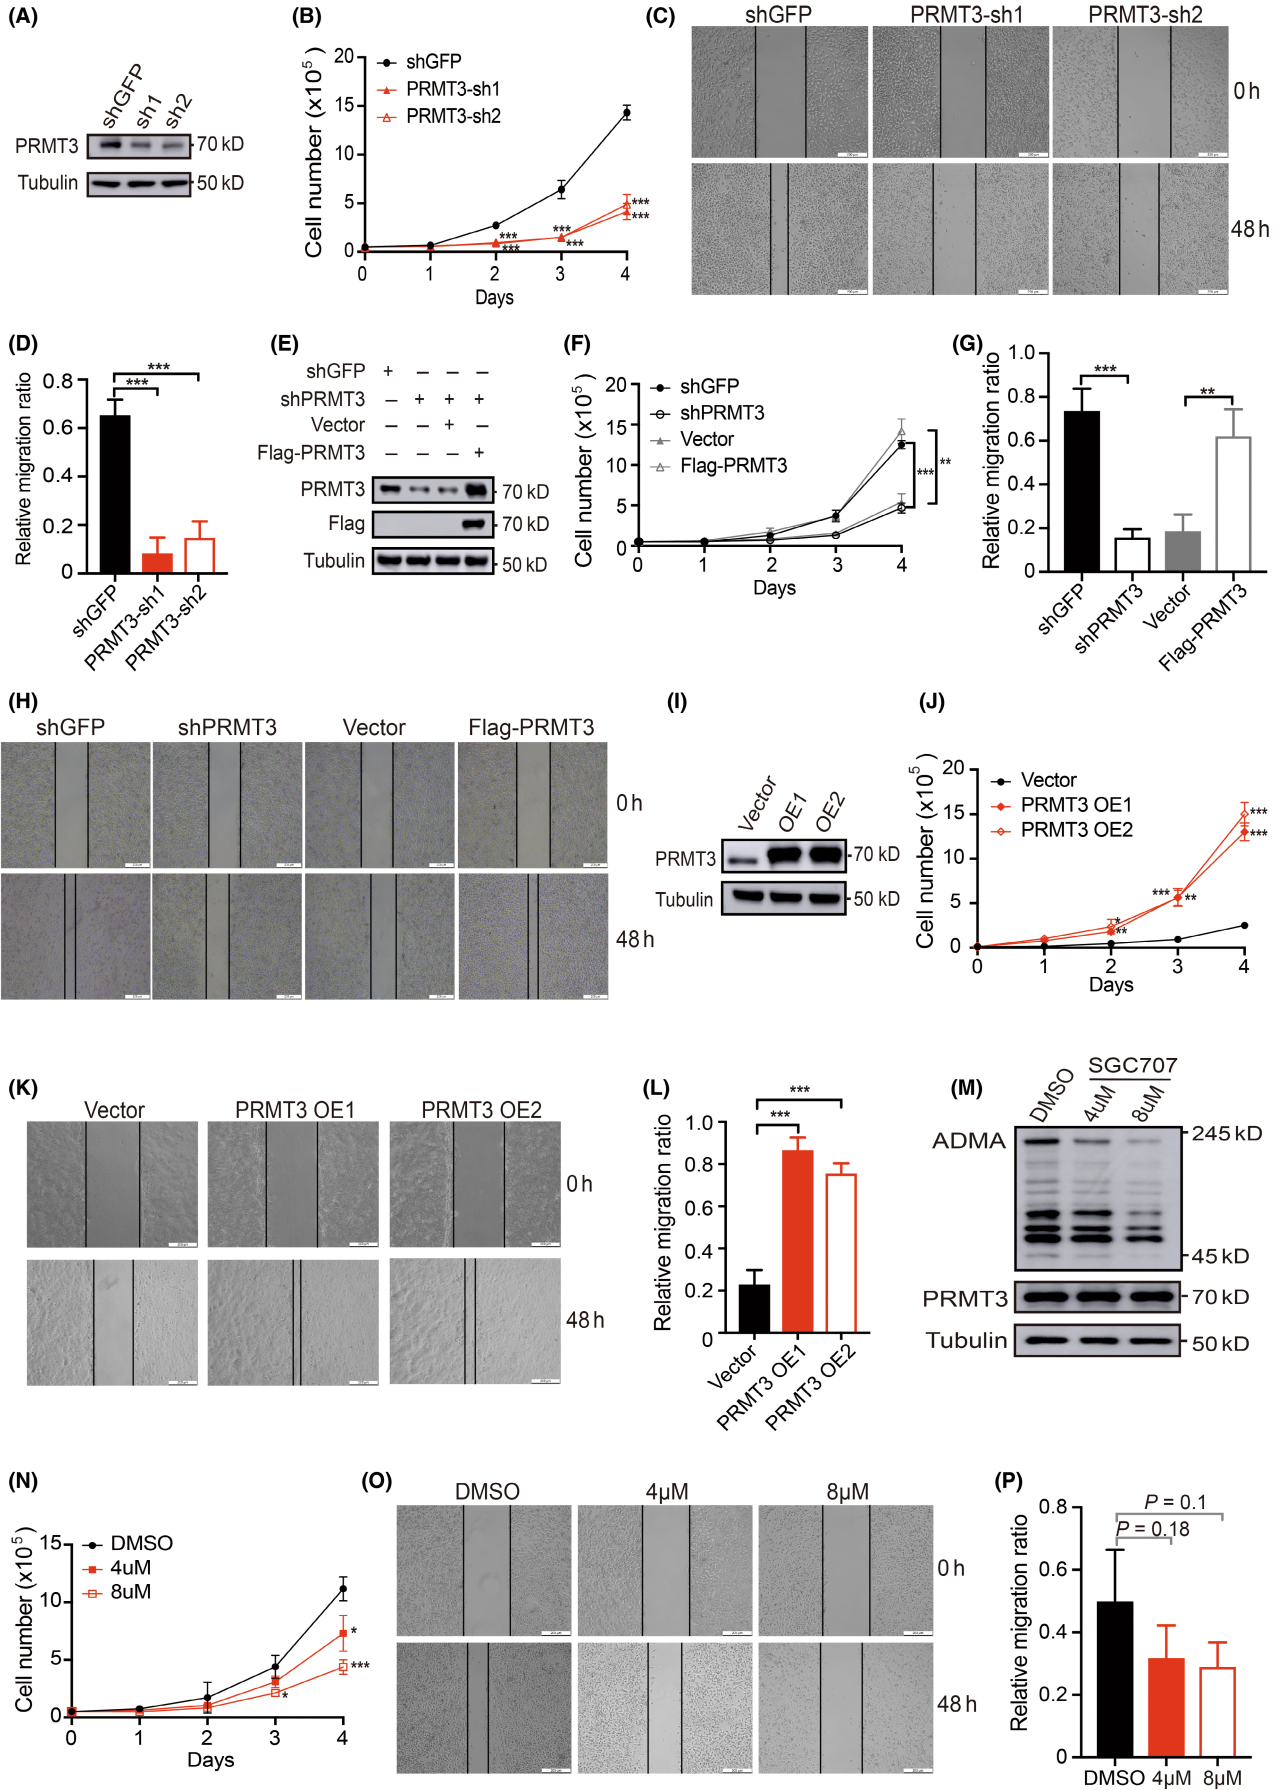 (A)
shGFP
sh1
sh2
PRMT3
70 kD
Tubulin
50 kD
(B)
Cell number (x10⁵)
20
15
10
5
0
shGFP
PRMT3-sh1
PRMT3-sh2
***
***
***
***
***
***
0 1 2 3 4
Days
(C)
shGFP PRMT3-sh1 PRMT3-sh2
0 h
48 h
(D)
Relative migration ratio
0.8
0.6
0.4
0.2
0
***
***
shGFP
PRMT3-sh1
PRMT3-sh2
(E)
shGFP + − − −
shPRMT3 − + + +
Vector − − + −
Flag-PRMT3 − − − +
PRMT3 70 kD
Flag 70 kD
Tubulin 50 kD
(F)
Cell number (x10⁵)
20
15
10
5
0
shGFP
shPRMT3
Vector
Flag-PRMT3
***
**
0 1 2 3 4
Days
(G)
Relative migration ratio
1.0
0.8
0.6
0.4
0.2
0
***
**
shGFP
shPRMT3
Vector
Flag-PRMT3
(H)
shGFP shPRMT3 Vector Flag-PRMT3
0 h
48 h
(I)
Vector
OE1
OE2
PRMT3 70 kD
Tubulin 50 kD
(J)
Cell number (x10⁵)
20
15
10
5
0
Vector
PRMT3 OE1
PRMT3 OE2
*
**
***
**
***
***
0 1 2 3 4
Days
(K)
Vector PRMT3 OE1 PRMT3 OE2
0 h
48 h
(L)
Relative migration ratio
1.0
0.8
0.6
0.4
0.2
0
***
***
Vector
PRMT3 OE1
PRMT3 OE2
(M)
SGC707
DMSO
4uM
8uM
ADMA
245 kD
45 kD
PRMT3 70 kD
Tubulin 50 kD
(N)
Cell number (x10⁵)
15
10
5
0
DMSO
4uM
8uM
*
*
***
0 1 2 3 4
Days
(O)
DMSO 4µM 8µM
0 h
48 h
(P)
Relative migration ratio
0.8
0.6
0.4
0.2
0
P = 0.1
P = 0.18
DMSO 4µM 8µM